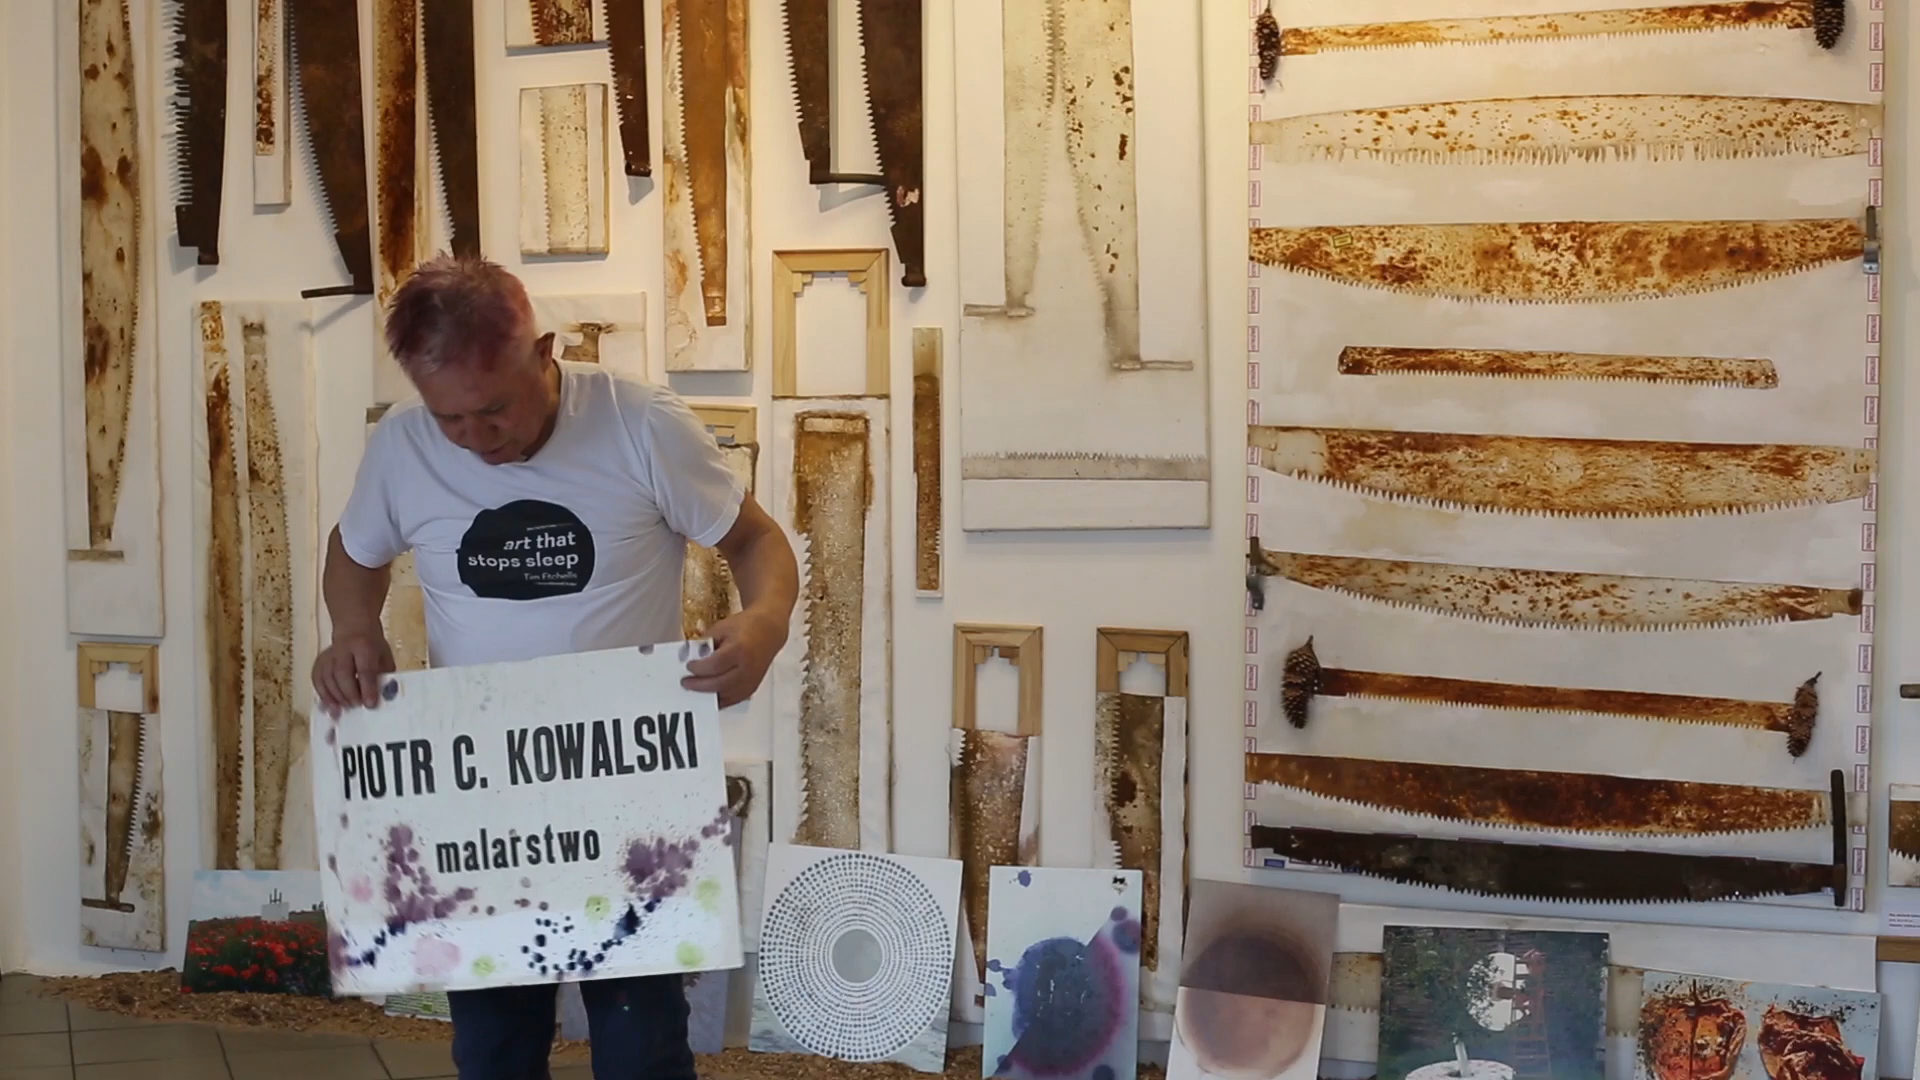 art that
stops sleep
Tim Etchells
PIOTR C. KOWALSKI
malarstwo